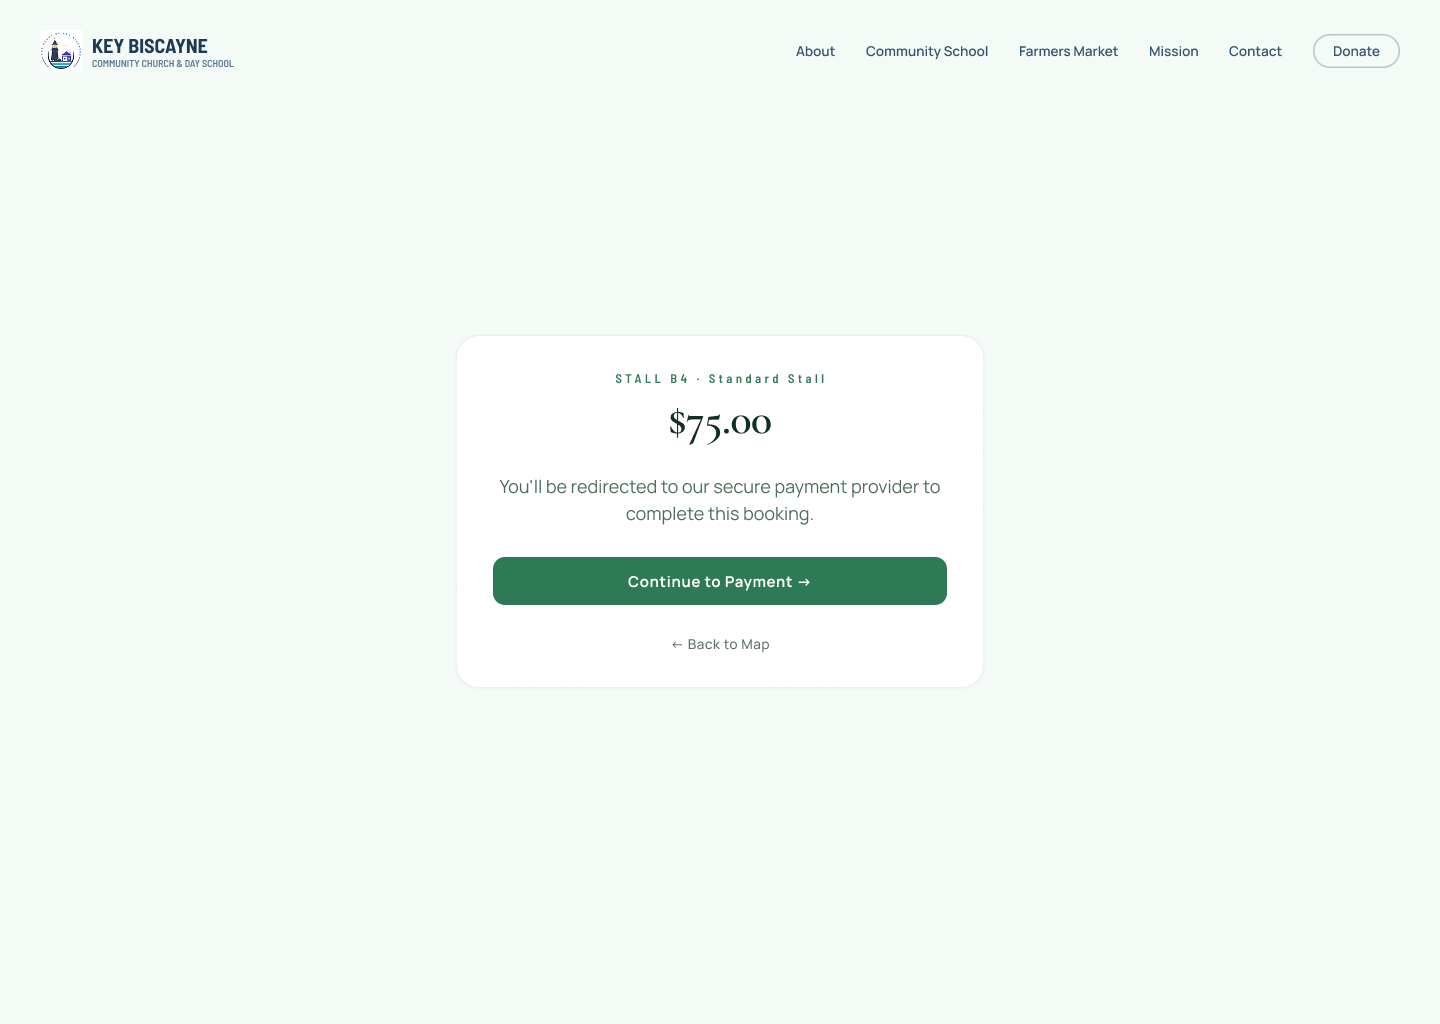 KEY BISCAYNE
COMMUNITY CHURCH & DAY SCHOOL
About
Community School
Farmers Market
Mission
Contact
Donate
STALL B4 · Standard Stall
$75.00
You'll be redirected to our secure payment provider to
complete this booking.
Continue to Payment →
← Back to Map